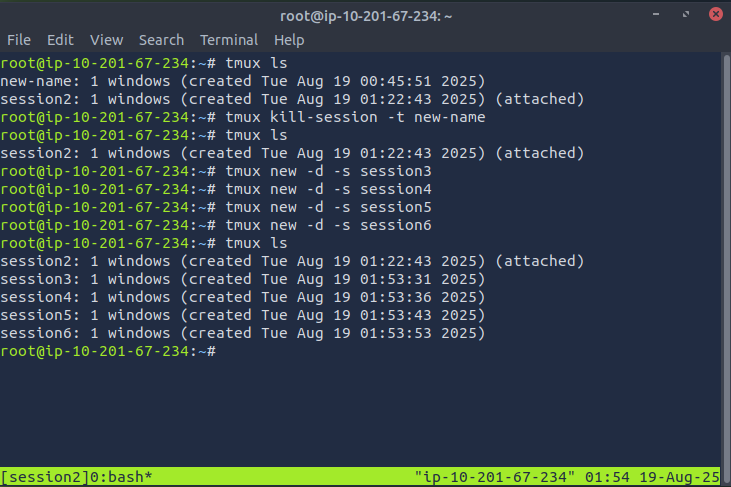 root@ip-10-201-67-234: ~
File Edit View Search Terminal Help
root@ip-10-201-67-234:~# tmux ls
new-name: 1 windows (created Tue Aug 19 00:45:51 2025)
session2: 1 windows (created Tue Aug 19 01:22:43 2025) (attached)
root@ip-10-201-67-234:~# tmux kill-session -t new-name
root@ip-10-201-67-234:~# tmux ls
session2: 1 windows (created Tue Aug 19 01:22:43 2025) (attached)
root@ip-10-201-67-234:~# tmux new -d -s session3
root@ip-10-201-67-234:~# tmux new -d -s session4
root@ip-10-201-67-234:~# tmux new -d -s session5
root@ip-10-201-67-234:~# tmux new -d -s session6
root@ip-10-201-67-234:~# tmux ls
session2: 1 windows (created Tue Aug 19 01:22:43 2025) (attached)
session3: 1 windows (created Tue Aug 19 01:53:31 2025)
session4: 1 windows (created Tue Aug 19 01:53:36 2025)
session5: 1 windows (created Tue Aug 19 01:53:43 2025)
session6: 1 windows (created Tue Aug 19 01:53:53 2025)
root@ip-10-201-67-234:~#
[session2]0:bash* "ip-10-201-67-234" 01:54 19-Aug-25